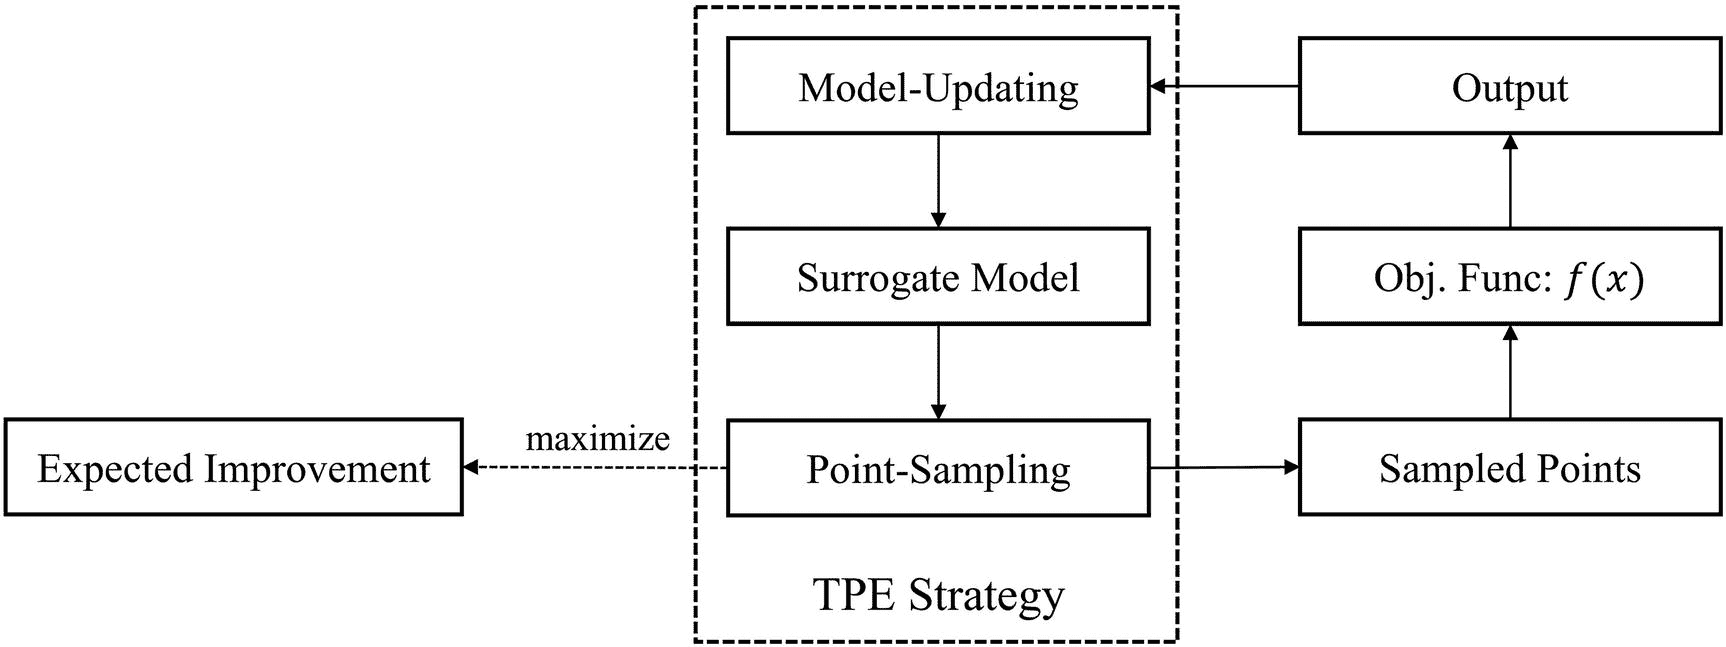 Model-Updating
Output
Surrogate Model
Obj. Func: f(x)
maximize
Expected Improvement
Point-Sampling
Sampled Points
TPE Strategy